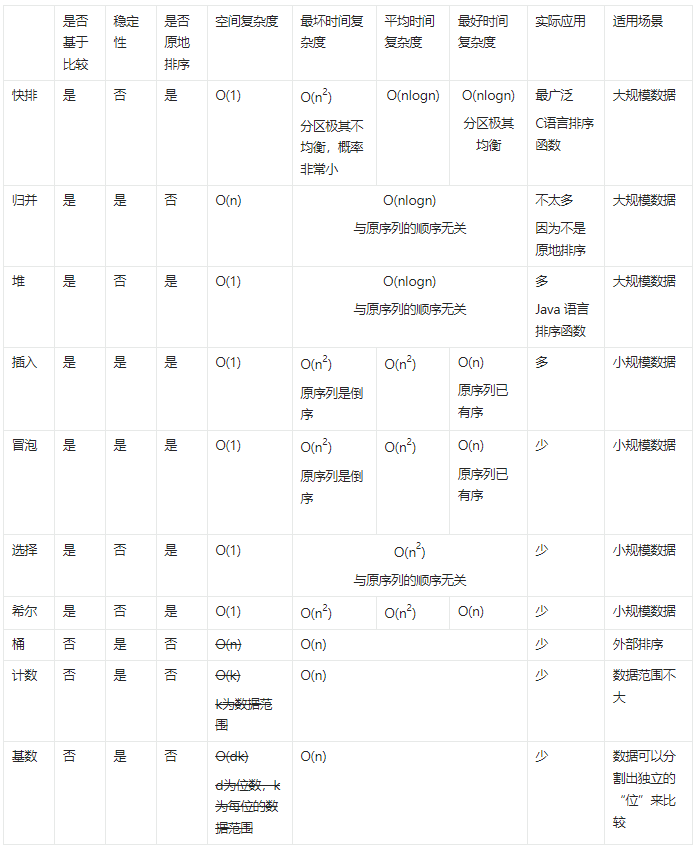 是否基于比较
稳定性
是否原地排序
空间复杂度
最坏时间复杂度
平均时间复杂度
最好时间复杂度
实际应用
适用场景
快排
是
否
是
O(1)
O(n²)
分区极其不
均衡，概率
非常小
O(nlogn)
O(nlogn)
分区极其
均衡
最广泛
C语言排序
函数
大规模数据
归并
是
是
否
O(n)
O(nlogn)
与原序列的顺序无关
不太多
因为不是
原地排序
大规模数据
堆
是
否
是
O(1)
O(nlogn)
与原序列的顺序无关
多
Java 语言
排序函数
大规模数据
插入
是
是
是
O(1)
O(n²)
原序列是倒
序
O(n²)
O(n)
原序列已
有序
多
小规模数据
冒泡
是
是
是
O(1)
O(n²)
原序列是倒
序
O(n²)
O(n)
原序列已
有序
少
小规模数据
选择
是
否
是
O(1)
O(n²)
与原序列的顺序无关
少
小规模数据
希尔
是
否
是
O(1)
O(n²)
O(n²)
O(n)
少
小规模数据
桶
否
是
否
O(n)
O(n)
少
外部排序
计数
否
是
否
O(k)
k为数据范
围
O(n)
少
数据范围不
大
基数
否
是
否
O(dk)
d为位数，k
为每位的数
据范围
O(n)
少
数据可以分
割出独立的
“位”来比
较